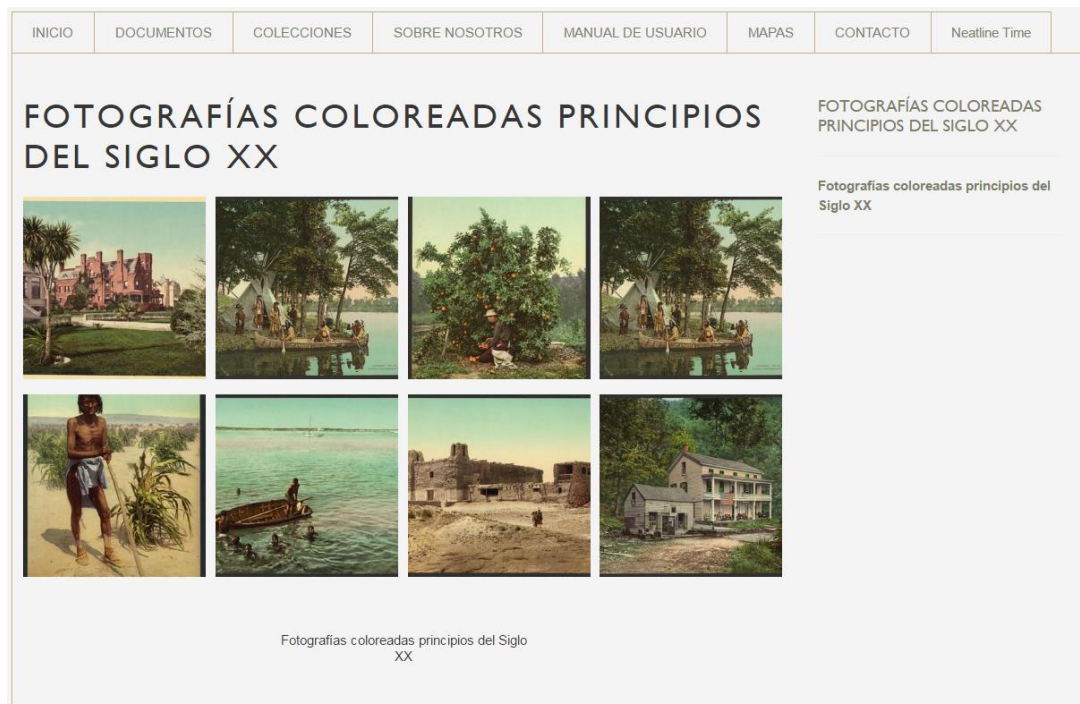 INICIO DOCUMENTOS COLECCIONES SOBRE NOSOTROS MANUAL DE USUARIO MAPAS CONTACTO Neatline Time
FOTOGRAFÍAS COLOREADAS PRINCIPIOS
DEL SIGLO XX
FOTOGRAFÍAS COLOREADAS
PRINCIPIOS DEL SIGLO XX
Fotografías coloreadas principios del
Siglo XX
Fotografías coloreadas principios del Siglo
XX